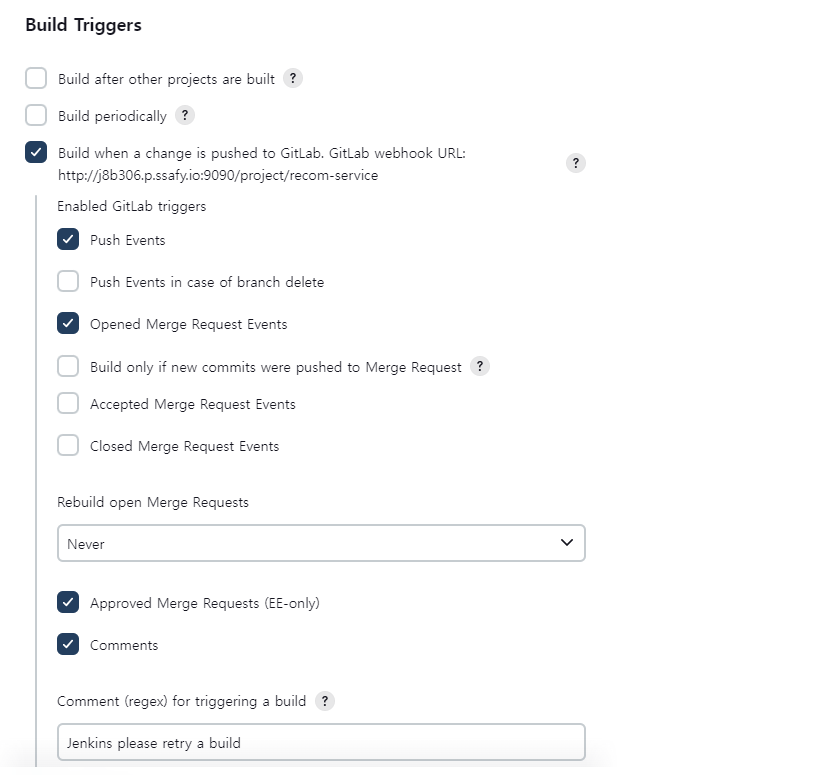 Build Triggers
Build after other projects are built ?
Build periodically ?
Build when a change is pushed to GitLab. GitLab webhook URL:
http://j8b306.p.ssafy.io:9090/project/recom-service
?
Enabled GitLab triggers
Push Events
Push Events in case of branch delete
Opened Merge Request Events
Build only if new commits were pushed to Merge Request ?
Accepted Merge Request Events
Closed Merge Request Events
Rebuild open Merge Requests
Never
Approved Merge Requests (EE-only)
Comments
Comment (regex) for triggering a build ?
Jenkins please retry a build